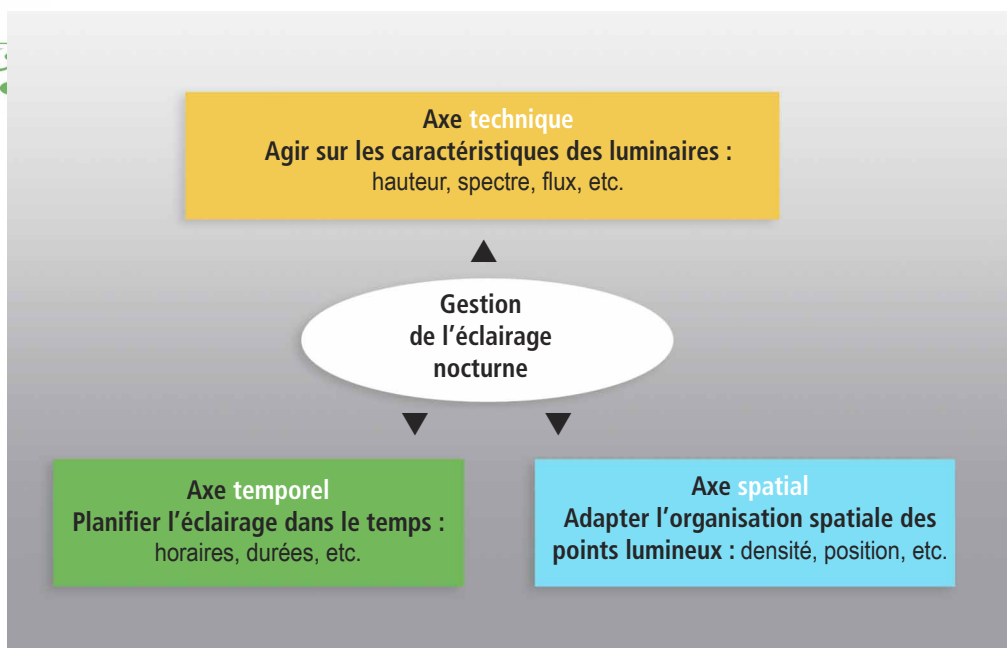 Axe technique
Agir sur les caractéristiques des luminaires :
hauteur, spectre, flux, etc.
Gestion
de l'éclairage
nocturne
Axe temporel
Planifier l'éclairage dans le temps :
horaires, durées, etc.
Axe spatial
Adapter l'organisation spatiale des
points lumineux : densité, position, etc.